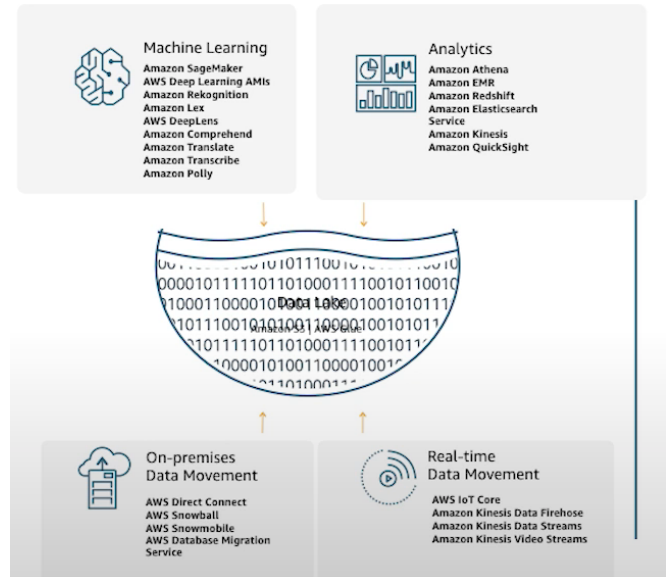 Machine Learning
Amazon SageMaker
AWS Deep Learning AMIs
Amazon Rekognition
Amazon Lex
AWS DeepLens
Amazon Comprehend
Amazon Translate
Amazon Transcribe
Amazon Polly
Analytics
Amazon Athena
Amazon EMR
Amazon Redshift
Amazon Elasticsearch
Service
Amazon Kinesis
Amazon QuickSight
Data Lake
Amazon S3 | AWS Glue
On-premises
Data Movement
AWS Direct Connect
AWS Snowball
AWS Snowmobile
AWS Database Migration
Service
Real-time
Data Movement
AWS IoT Core
Amazon Kinesis Data Firehose
Amazon Kinesis Data Streams
Amazon Kinesis Video Streams